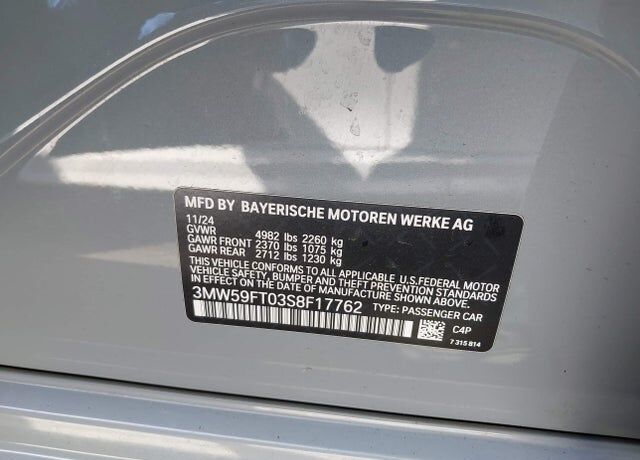 MFD BY BAYERISCHE MOTOREN WERKE AG
11/24
GVWR 4982 lbs 2260 kg
GAWR FRONT 2370 lbs 1075 kg
GAWR REAR 2712 lbs 1230 kg
THIS VEHICLE CONFORMS TO ALL APPLICABLE U.S.FEDERAL MOTOR
VEHICLE SAFETY, BUMPER AND THEFT PREVENTION STANDARDS
IN EFFECT ON THE DATE OF MANUFACTURE SHOWN ABOVE.
3MW59FT03S8F17762 TYPE: PASSENGER CAR
C4P
7 315 814